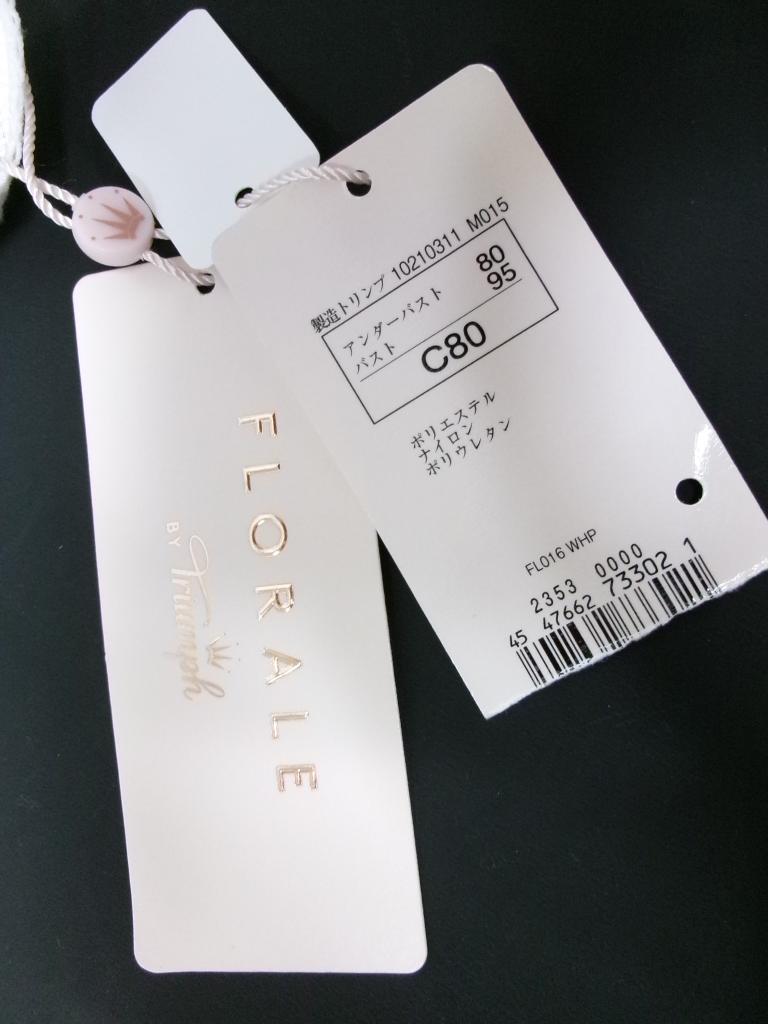 FLORALE
BY Triumph
製造トリンプ 10210311 M015
アンダーバスト 80
バスト 95
C80
ポリエステル
ナイロン
ポリウレタン
FL016 WHP
2353 0000
45 47662 73302 1